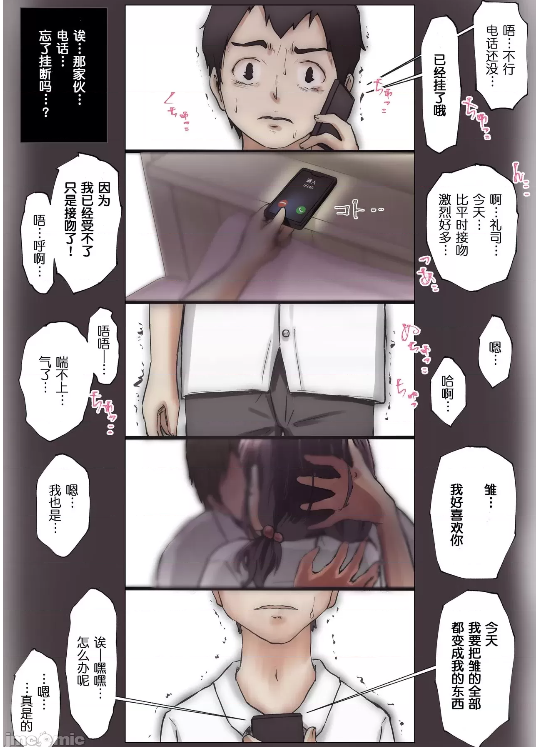 唔…不行
电话还没…
已经挂了哦
诶…那家伙…
电话…
忘了挂断吗…?
啊…礼司…
今天…
比平时接吻
激烈好多…
コト…
因为
我已经受不了
只是接吻了!
唔…呼啊…
嗯…
哈啊…
唔唔——…
喘不上…
气了…
雏…
我好喜欢你
嗯…
我也是…
今天
我要把雏的全部
都变成我的东西
诶—嘿嘿…
怎么办呢
…嗯…
…真是的
jincomic